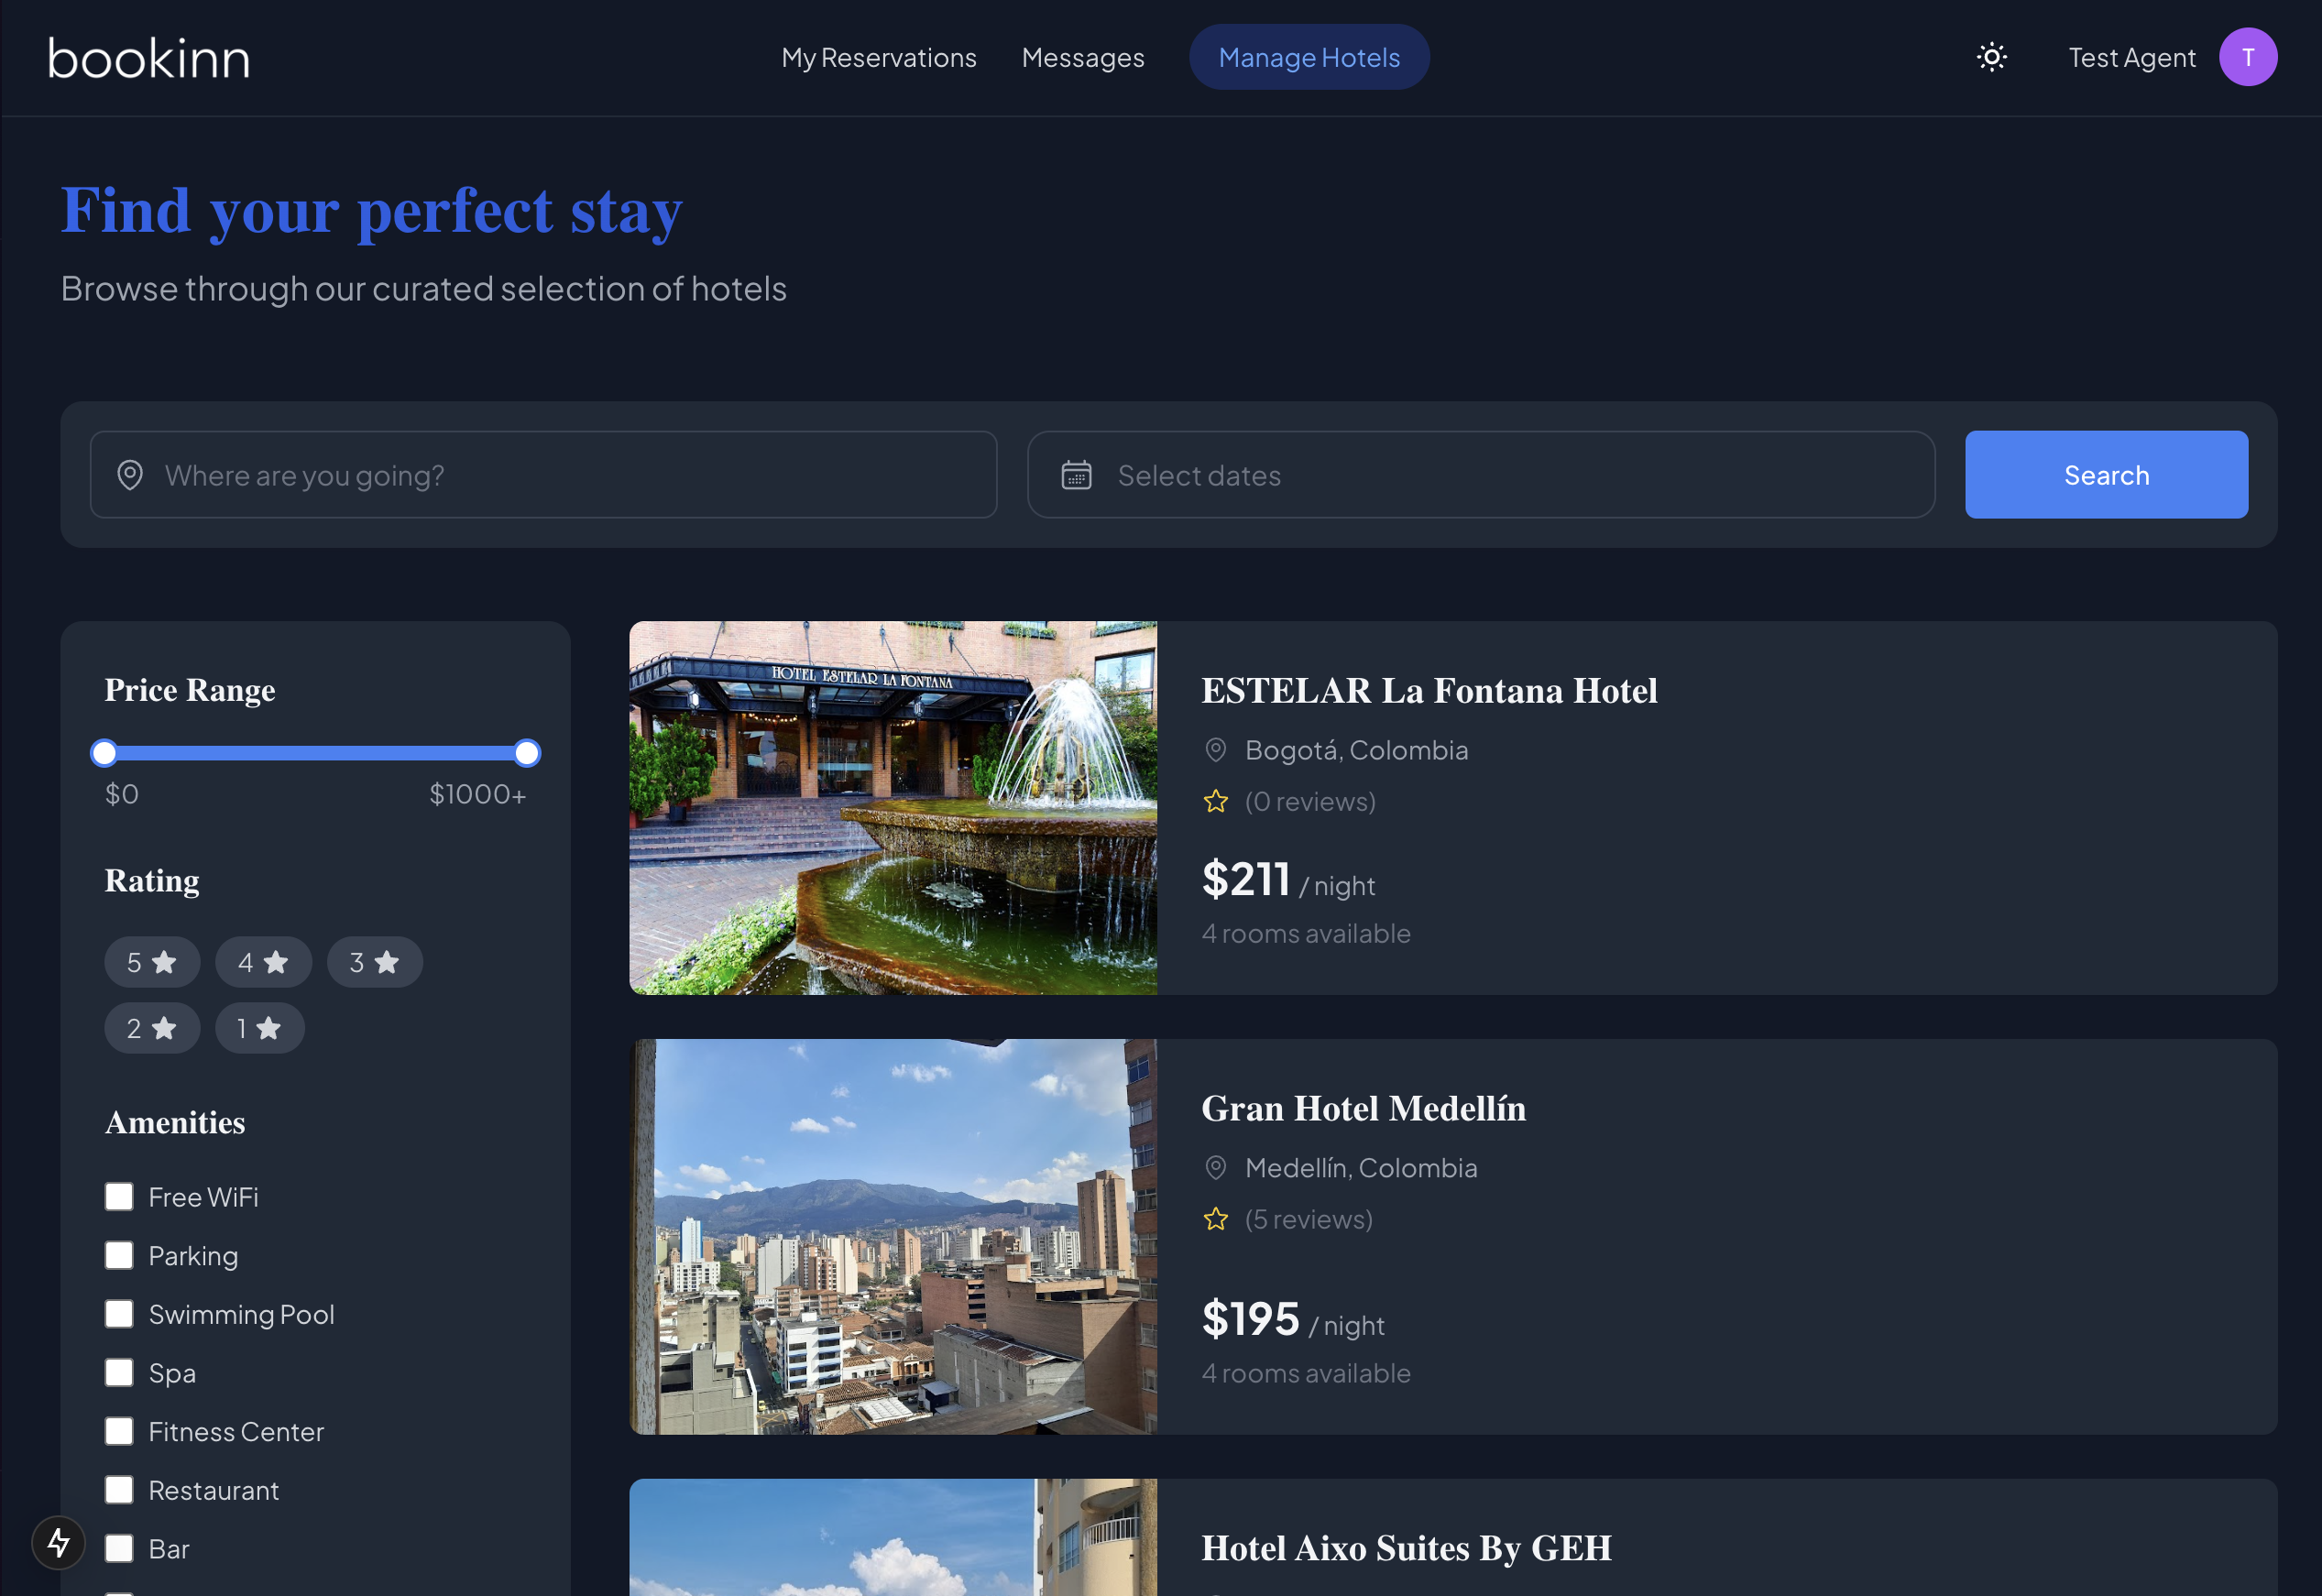 bookinn
My Reservations
Messages
Manage Hotels
Test Agent
T
Find your perfect stay
Browse through our curated selection of hotels
Where are you going?
Select dates
Search
Price Range
$0
$1000+
Rating
5
4
3
2
1
Amenities
Free WiFi
Parking
Swimming Pool
Spa
Fitness Center
Restaurant
Bar
HOTEL ESTELAR LA FONTANA
ESTELAR La Fontana Hotel
Bogotá, Colombia
(0 reviews)
$211 / night
4 rooms available
Gran Hotel Medellín
Medellín, Colombia
(5 reviews)
$195 / night
4 rooms available
Hotel Aixo Suites By GEH